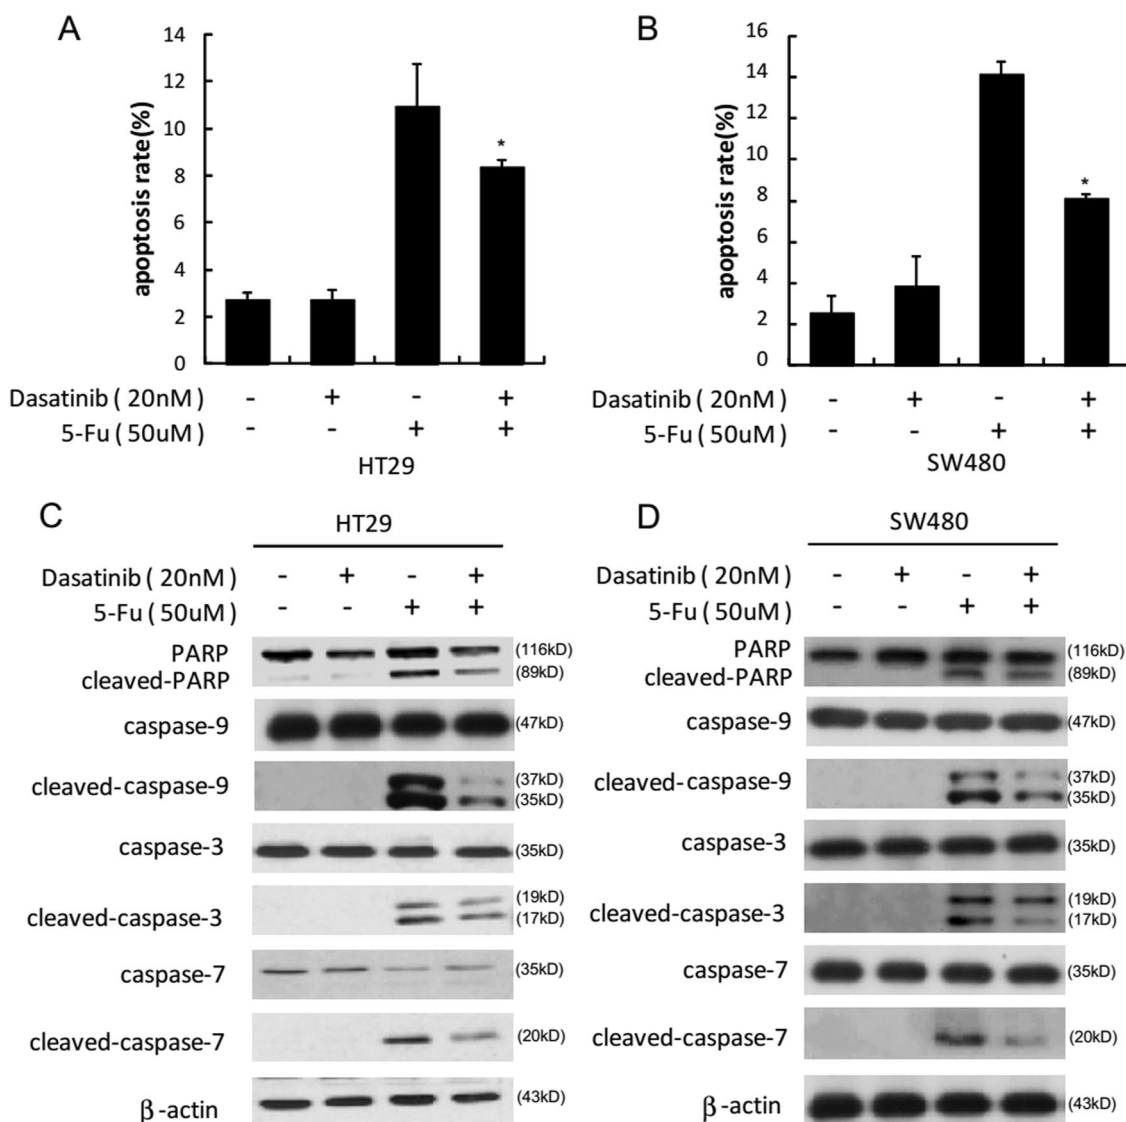 A
14
12
10
8
6
4
2
0
apoptosis rate(%)
*
Dasatinib ( 20nM ) - + - +
5-Fu ( 50uM ) - - + +
HT29
B
16
14
12
10
8
6
4
2
0
apoptosis rate(%)
*
Dasatinib ( 20nM ) - + - +
5-Fu ( 50uM ) - - + +
SW480
C
HT29
Dasatinib ( 20nM ) - + - +
5-Fu ( 50uM ) - - + +
PARP (116kD)
cleaved-PARP (89kD)
caspase-9 (47kD)
cleaved-caspase-9 (37kD)
(35kD)
caspase-3 (35kD)
cleaved-caspase-3 (19kD)
(17kD)
caspase-7 (35kD)
cleaved-caspase-7 (20kD)
β-actin (43kD)
D
SW480
Dasatinib ( 20nM ) - + - +
5-Fu ( 50uM ) - - + +
PARP (116kD)
cleaved-PARP (89kD)
caspase-9 (47kD)
cleaved-caspase-9 (37kD)
(35kD)
caspase-3 (35kD)
cleaved-caspase-3 (19kD)
(17kD)
caspase-7 (35kD)
cleaved-caspase-7 (20kD)
β-actin (43kD)